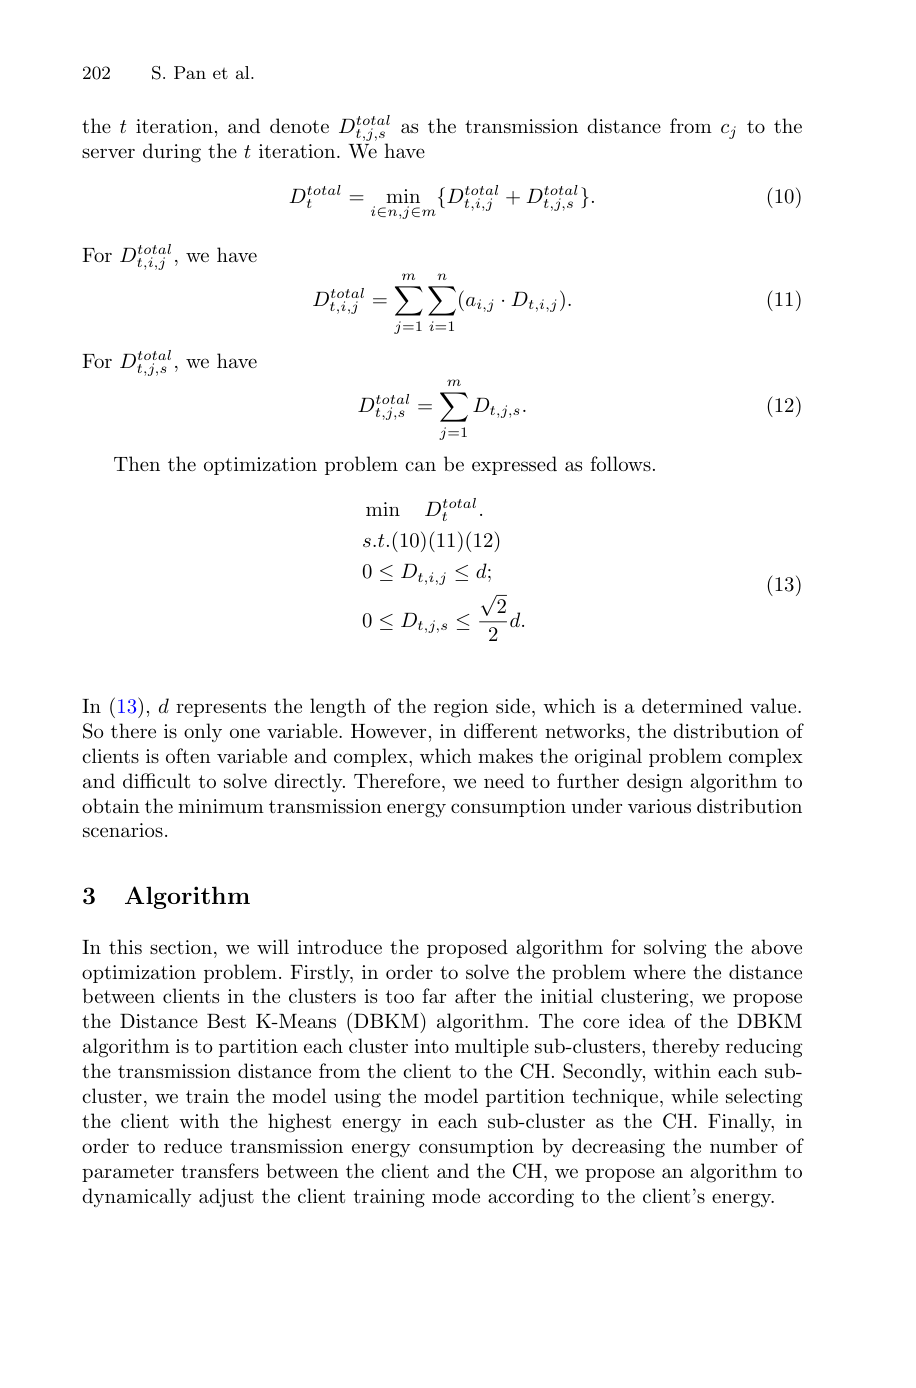 202 S. Pan et al.
the t iteration, and denote D_{t,j,s}^{total} as the transmission distance from c_j to the
server during the t iteration. We have
D_t^{total} = min_{i∈n,j∈m} {D_{t,i,j}^{total} + D_{t,j,s}^{total}}. (10)
For D_{t,i,j}^{total}, we have
D_{t,i,j}^{total} = \sum_{j=1}^{m} \sum_{i=1}^{n} (a_{i,j} · D_{t,i,j}). (11)
For D_{t,j,s}^{total}, we have
D_{t,j,s}^{total} = \sum_{j=1}^{m} D_{t,j,s}. (12)
Then the optimization problem can be expressed as follows.
min D_t^{total}.
s.t.(10)(11)(12)
0 ≤ D_{t,i,j} ≤ d;
(13)
0 ≤ D_{t,j,s} ≤ \frac{\sqrt{2}}{2} d.
In (13), d represents the length of the region side, which is a determined value.
So there is only one variable. However, in different networks, the distribution of
clients is often variable and complex, which makes the original problem complex
and difficult to solve directly. Therefore, we need to further design algorithm to
obtain the minimum transmission energy consumption under various distribution
scenarios.
3 Algorithm
In this section, we will introduce the proposed algorithm for solving the above
optimization problem. Firstly, in order to solve the problem where the distance
between clients in the clusters is too far after the initial clustering, we propose
the Distance Best K-Means (DBKM) algorithm. The core idea of the DBKM
algorithm is to partition each cluster into multiple sub-clusters, thereby reducing
the transmission distance from the client to the CH. Secondly, within each sub-
cluster, we train the model using the model partition technique, while selecting
the client with the highest energy in each sub-cluster as the CH. Finally, in
order to reduce transmission energy consumption by decreasing the number of
parameter transfers between the client and the CH, we propose an algorithm to
dynamically adjust the client training mode according to the client's energy.